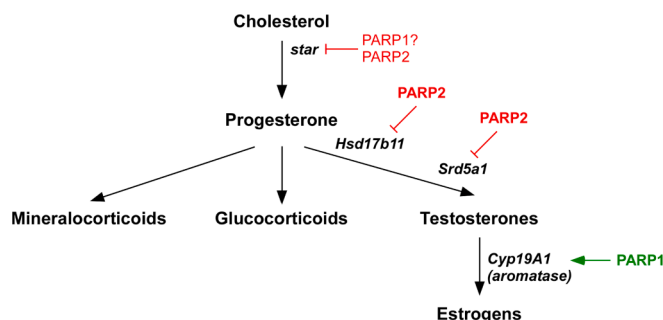 Cholesterol
star
PARP1?
PARP2
PARP2
Progesterone
Hsd17b11
PARP2
Srd5a1
Mineralocorticoids
Glucocorticoids
Testosterones
Cyp19A1
(aromatase)
PARP1
Estrogens